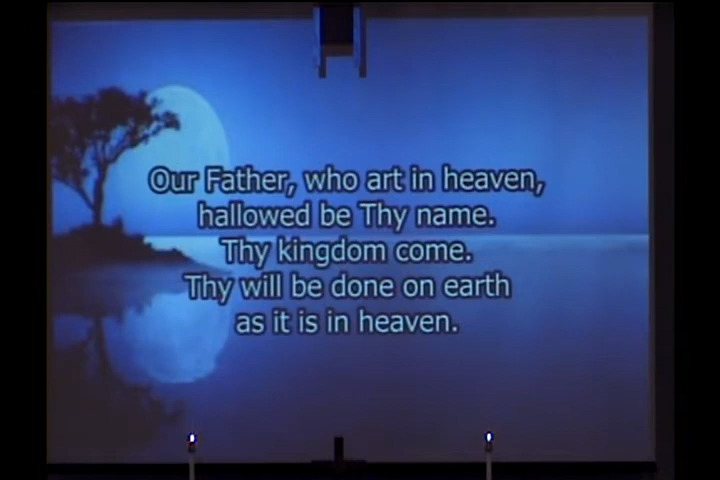 Our Father, who art in heaven,
hallowed be Thy name.
Thy kingdom come.
Thy will be done on earth
as it is in heaven.